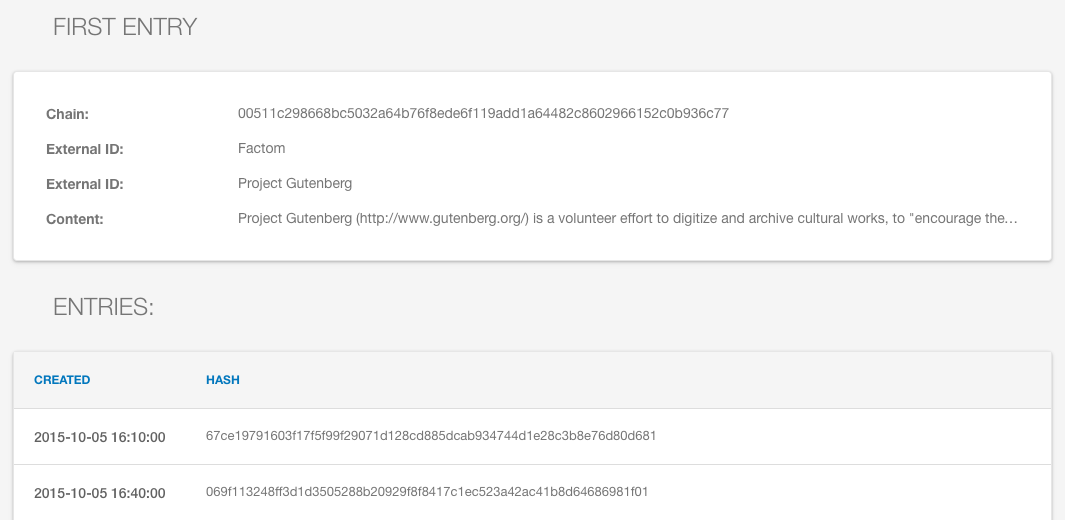 FIRST ENTRY
Chain: 00511c298668bc5032a64b76f8ede6f119add1a64482c8602966152c0b936c77
External ID: Factom
External ID: Project Gutenberg
Content: Project Gutenberg (http://www.gutenberg.org/) is a volunteer effort to digitize and archive cultural works, to "encourage the…
ENTRIES:
CREATED HASH
2015-10-05 16:10:00 67ce19791603f17f5f99f29071d128cd885dcab934744d1e28c3b8e76d80d681
2015-10-05 16:40:00 069f113248ff3d1d3505288b20929f8f8417c1ec523a42ac41b8d64686981f01